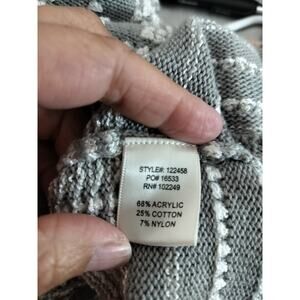 STYLE#: 122458
PO# 16533
RN# 102249
68% ACRYLIC
25% COTTON
7% NYLON